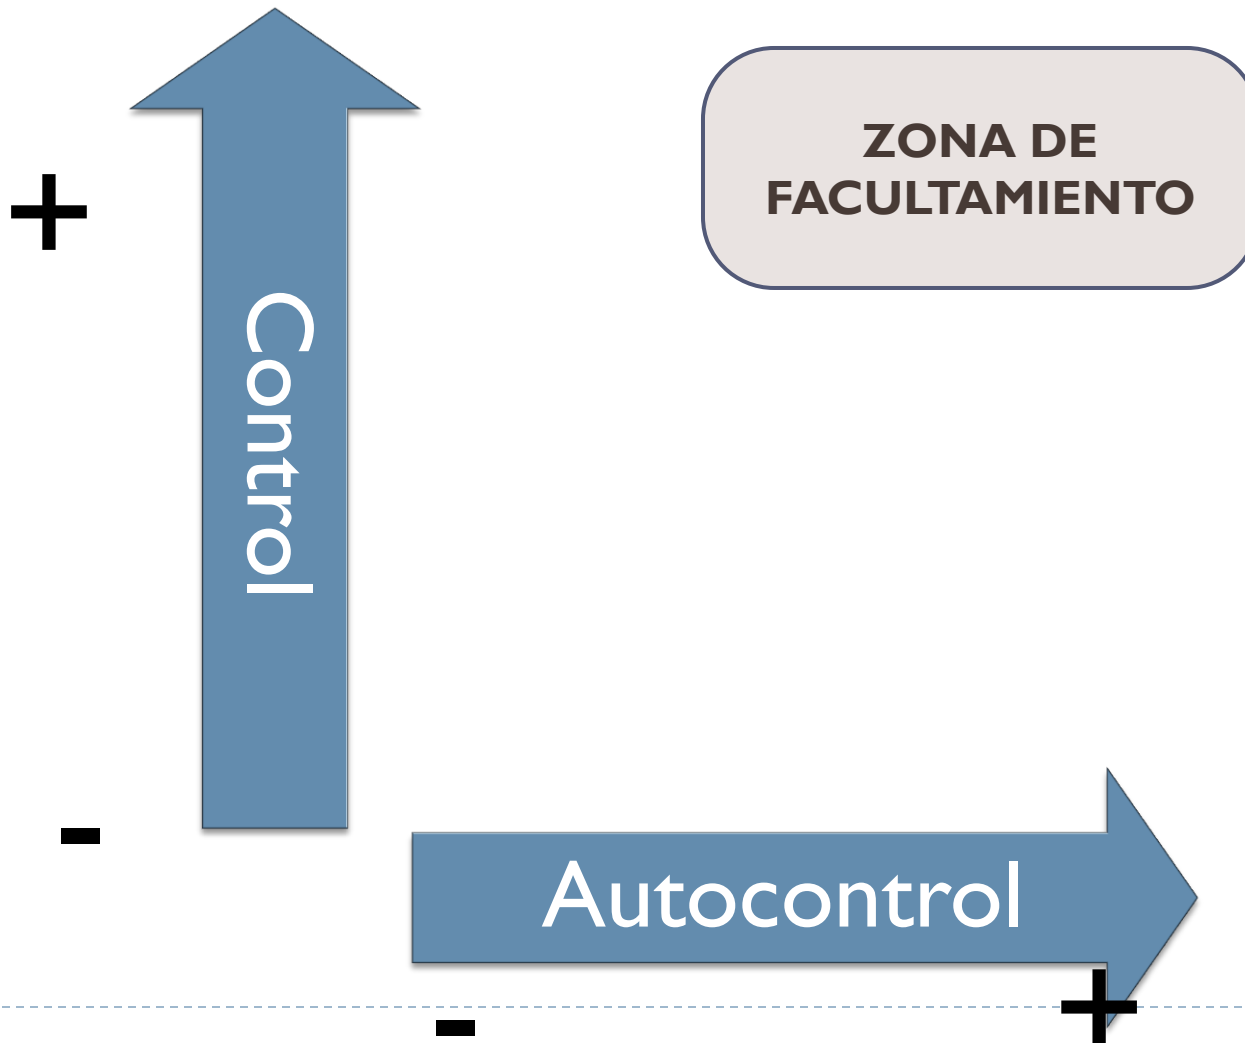 ZONA DE
FACULTAMIENTO
+
Control
-
Autocontrol
-
+